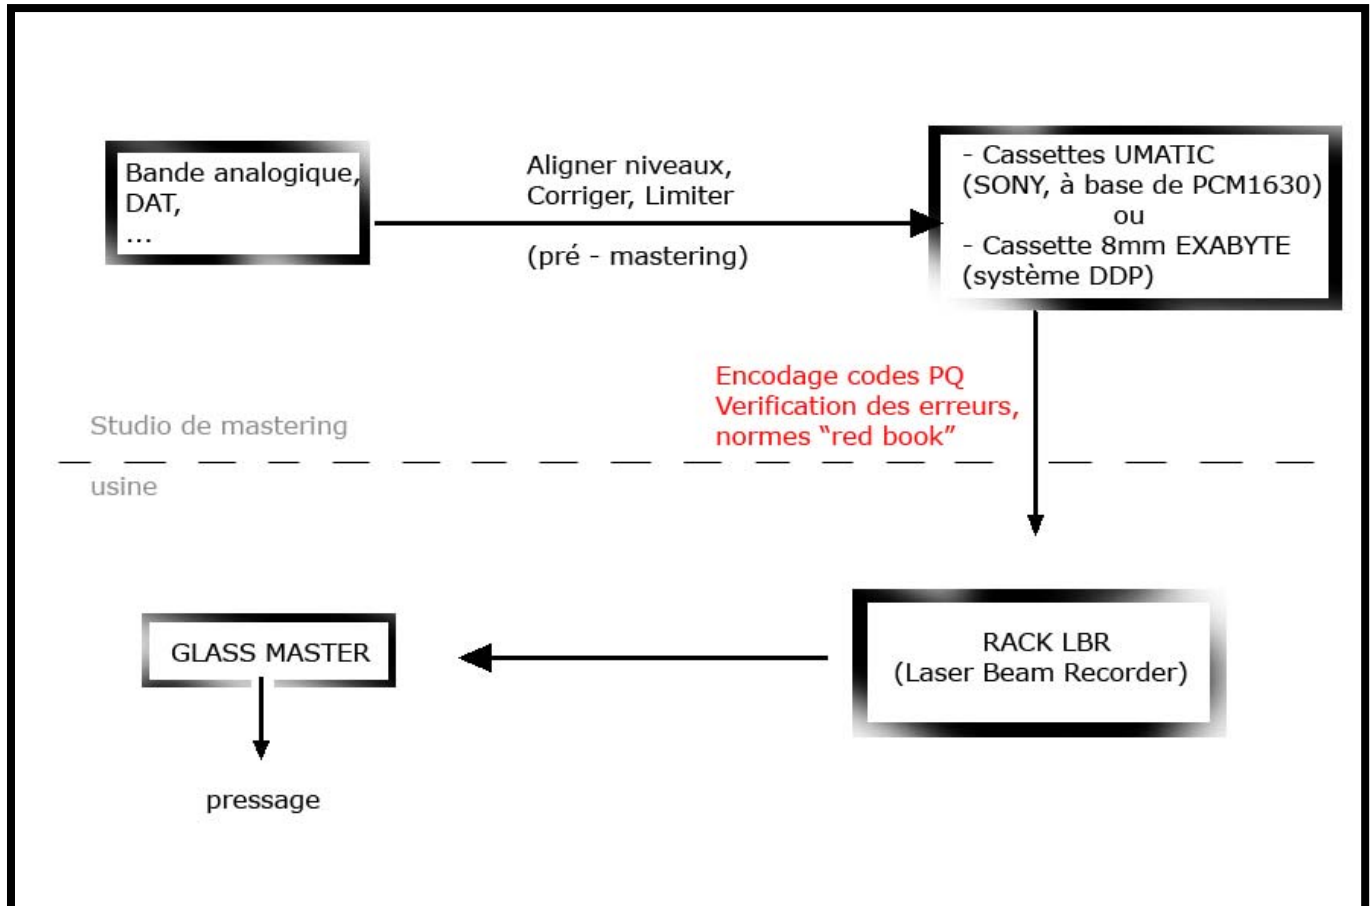 Bande analogique,
DAT,
...
Aligner niveaux,
Corriger, Limiter
(pré - mastering)
- Cassettes UMATIC
(SONY, à base de PCM1630)
ou
- Cassette 8mm EXABYTE
(système DDP)
Encodage codes PQ
Verification des erreurs,
normes “red book”
Studio de mastering
usine
RACK LBR
(Laser Beam Recorder)
GLASS MASTER
pressage